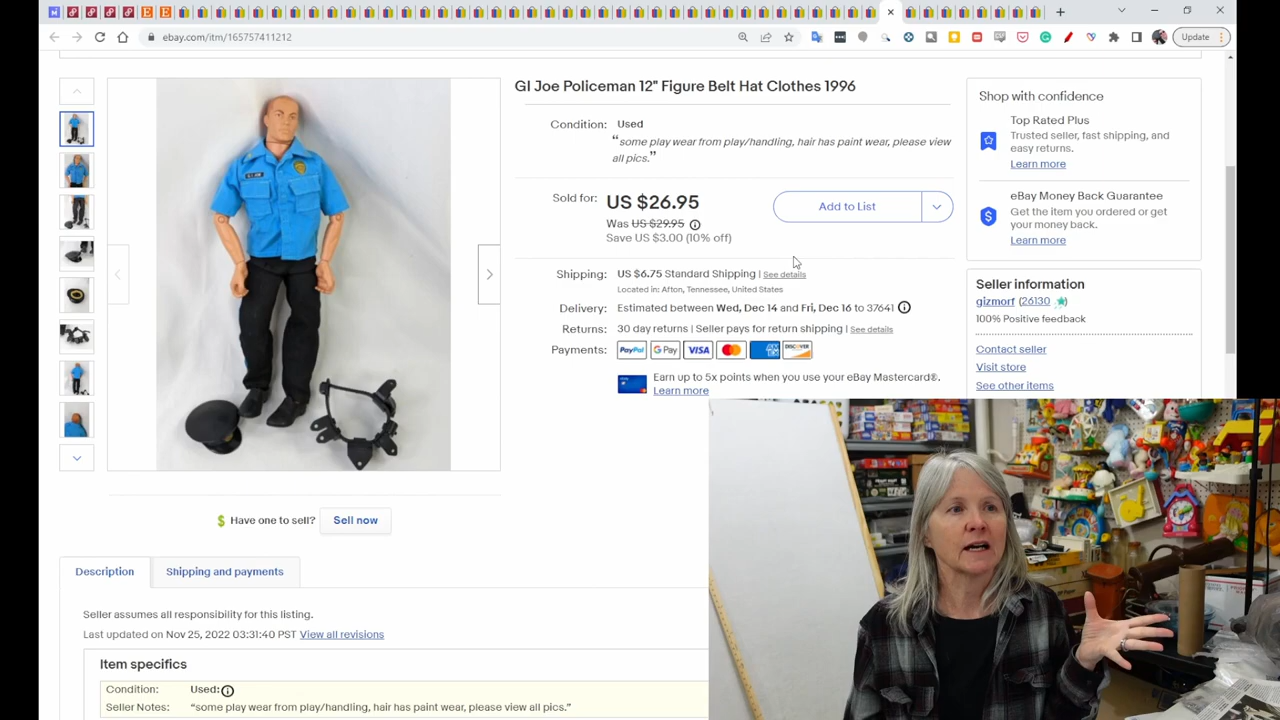 ebay.com/itm/165757411212
Update
GI Joe Policeman 12" Figure Belt Hat Clothes 1996
Condition: Used
“some play wear from play/handling, hair has paint wear, please view
all pics.”
Sold for: US $26.95
Was US $29.95
Save US $3.00 (10% off)
Add to List
Shipping: US $6.75 Standard Shipping | See details
Located in: Afton, Tennessee, United States
Delivery: Estimated between Wed, Dec 14 and Fri, Dec 16 to 37641
Returns: 30 day returns | Seller pays for return shipping | See details
Payments: PayPal G Pay VISA DISCOVER
Earn up to 5x points when you use your eBay Mastercard®.
Learn more
Shop with confidence
Top Rated Plus
Trusted seller, fast shipping, and
easy returns.
Learn more
eBay Money Back Guarantee
Get the item you ordered or get
your money back.
Learn more
Seller information
gizmorf (26130)
100% Positive feedback
Contact seller
Visit store
See other items
Have one to sell? Sell now
Description
Shipping and payments
Seller assumes all responsibility for this listing.
Last updated on Nov 25, 2022 03:31:40 PST View all revisions
Item specifics
Condition: Used:
Seller Notes: “some play wear from play/handling, hair has paint wear, please view all pics.”